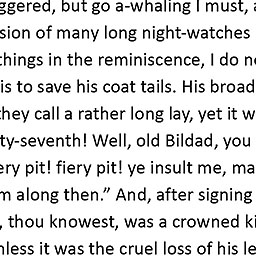 ggered, but go a-whaling I must, a
sion of many long night-watches
things in the reminiscence, I do n
is to save his coat tails. His broad
they call a rather long lay, yet it w
ty-seventh! Well, old Bildad, you
ery pit! fiery pit! ye insult me, ma
m along then.” And, after signing
, thou knowest, was a crowned ki
nless it was the cruel loss of his le